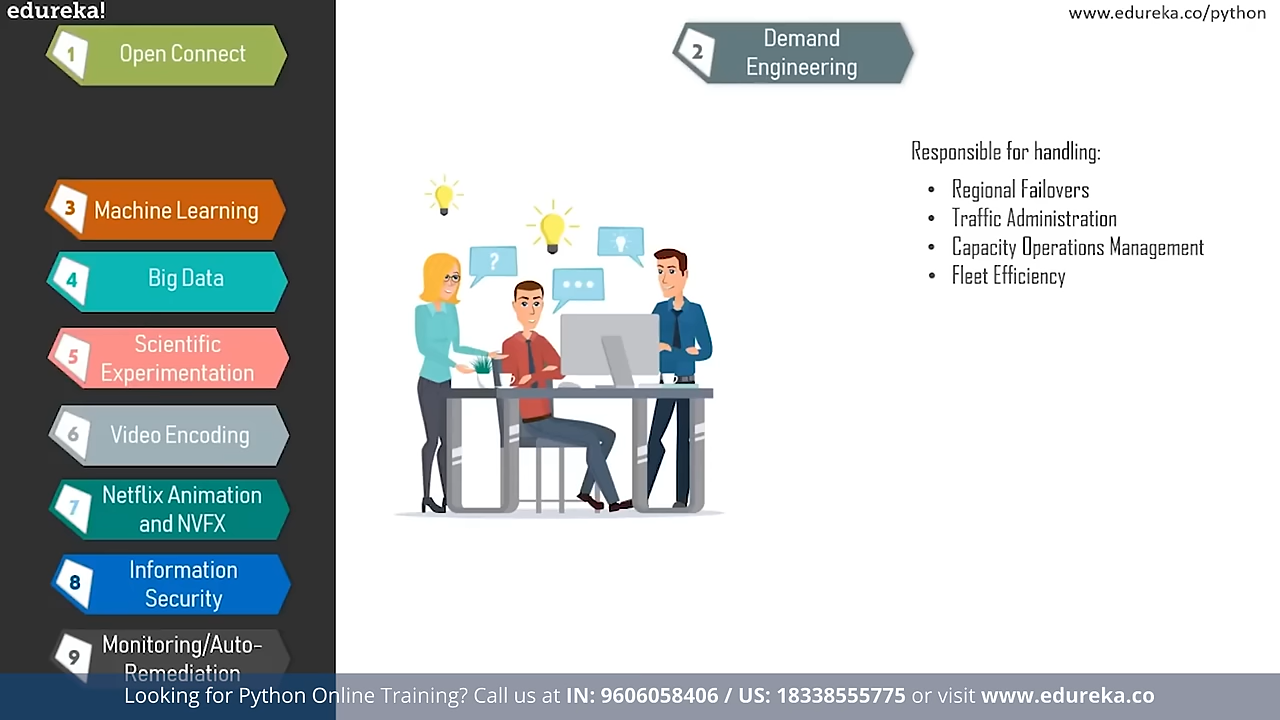 edureka!
www.edureka.co/python
1
Open Connect
2
Demand
Engineering
3
Machine Learning
4
Big Data
5
Scientific
Experimentation
6
Video Encoding
7
Netflix Animation
and NVFX
8
Information
Security
9
Monitoring/Auto-
Remediation
Responsible for handling:
• Regional Failovers
• Traffic Administration
• Capacity Operations Management
• Fleet Efficiency
?
Looking for Python Online Training? Call us at IN: 9606058406 / US: 18338555775 or visit www.edureka.co